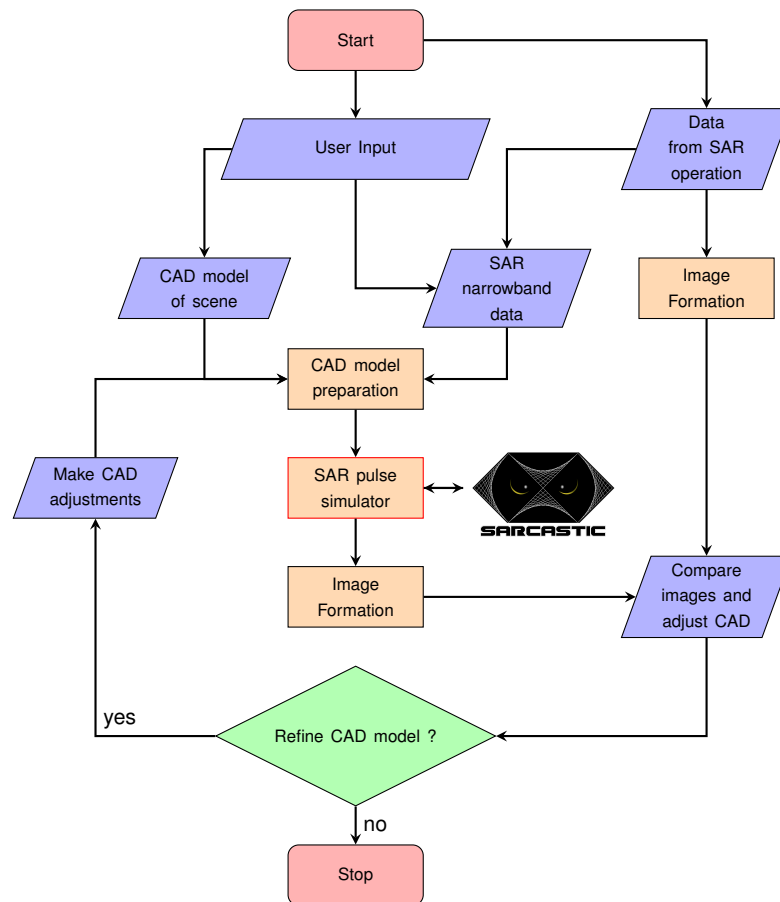 Start
User Input
Data
from SAR
operation
CAD model
of scene
SAR
narrowband
data
Image
Formation
CAD model
preparation
Make CAD
adjustments
SAR pulse
simulator
SARCASTIC
Image
Formation
Compare
images and
adjust CAD
yes
Refine CAD model ?
no
Stop